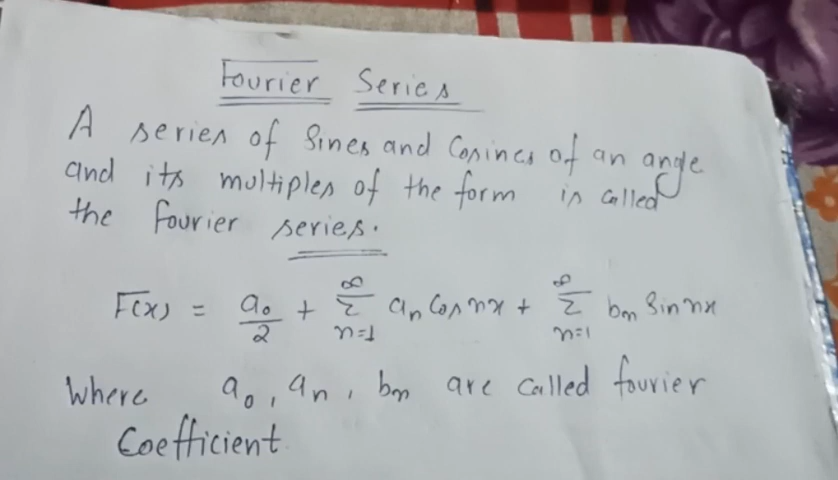 Fourier Series
A series of Sines and Cosines of an angle
and its multiples of the form is called
the fourier series.
F(x) = a₀/2 + ∞Σn=1 an Cos nx + ∞Σn=1 bn Sin nx
Where a₀, an, bn are called fourier
Coefficient